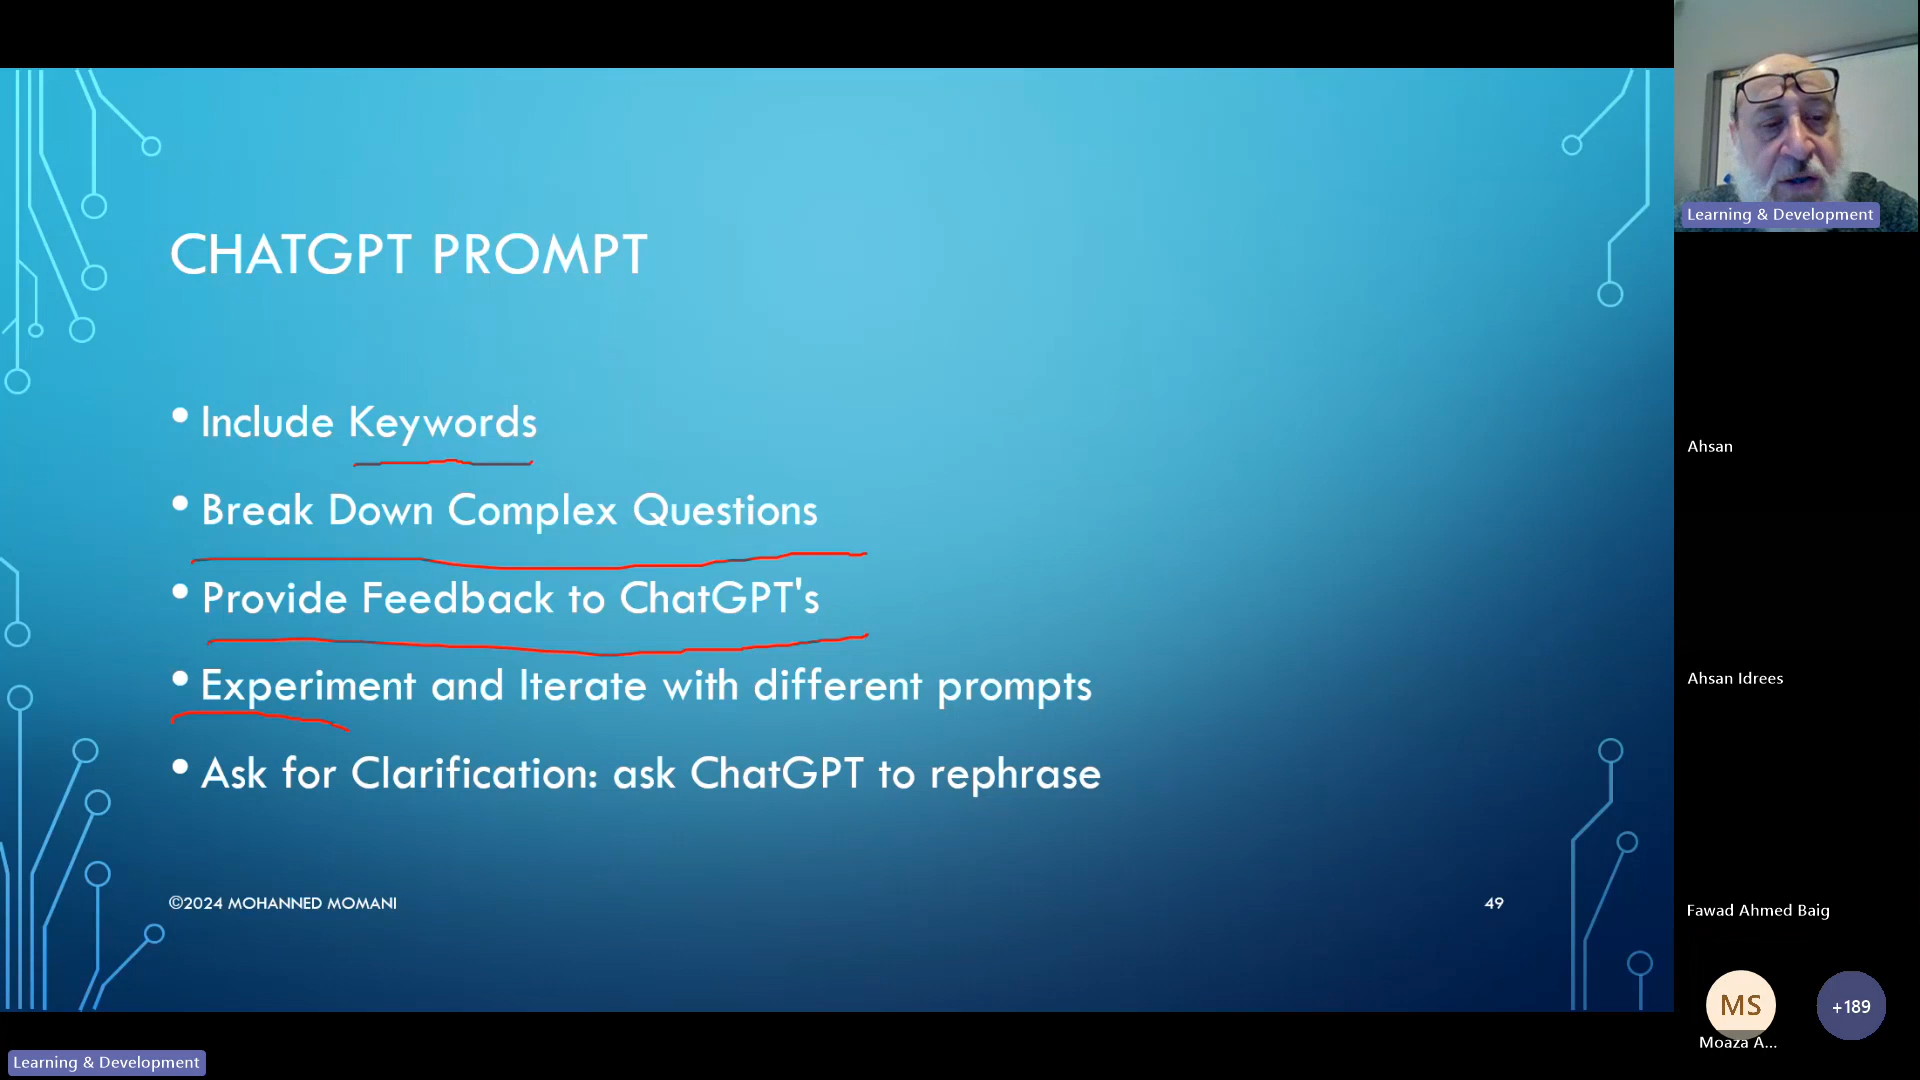 CHATGPT PROMPT
• Include Keywords
• Break Down Complex Questions
• Provide Feedback to ChatGPT's
• Experiment and Iterate with different prompts
• Ask for Clarification: ask ChatGPT to rephrase
©2024 MOHANNED MOMANI
49
Learning & Development
Learning & Development
Ahsan
Ahsan Idrees
Fawad Ahmed Baig
MS
+189
Moaza A...